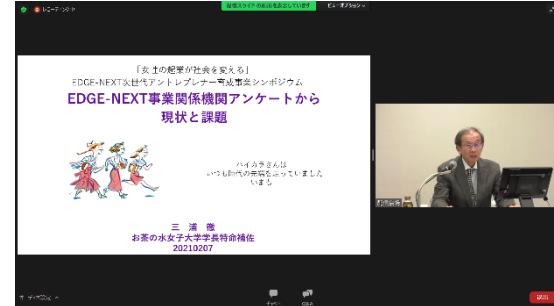 「女性の起業が社会を変える」
EDGE-NEXT次世代アントレプレナー育成事業シンポジウム
EDGE-NEXT事業関係機関アンケートから
現状と課題
ハイカラさんは
いつも時代の先端を走っていました
いまも
三浦 徹
お茶の水女子大学学長特命補佐
20210207